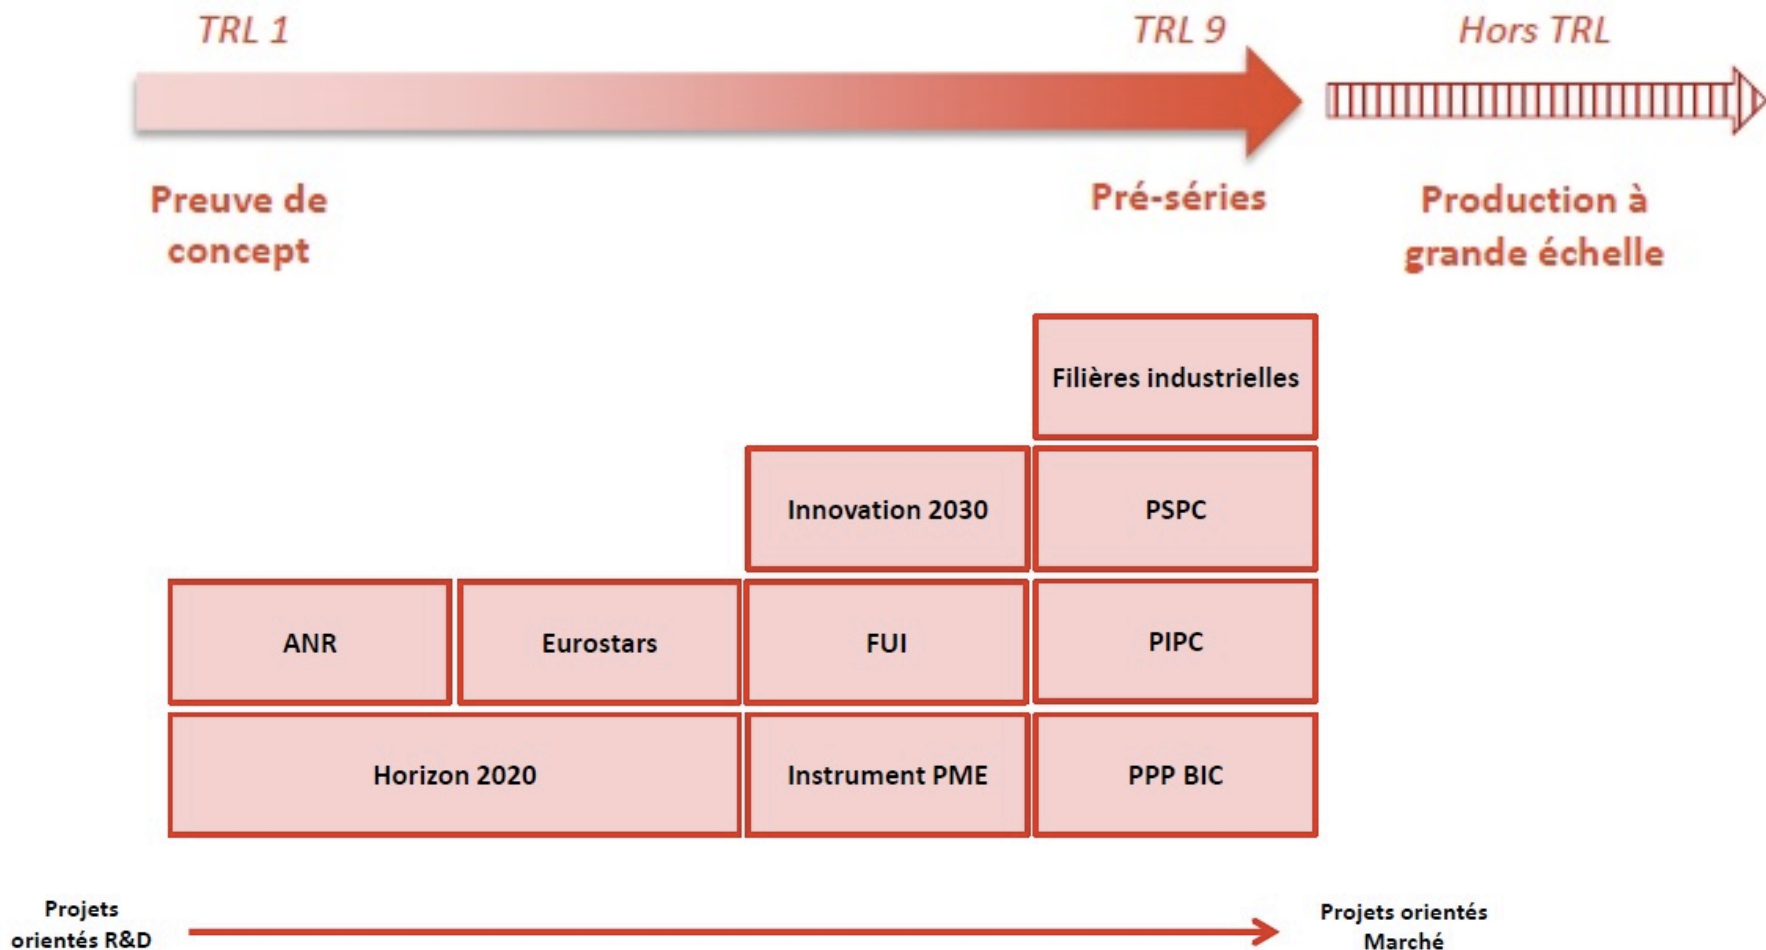 TRL 1
TRL 9
Hors TRL
Preuve de
concept
Pré-séries
Production à
grande échelle
Filières industrielles
Innovation 2030
PSPC
ANR
Eurostars
FUI
PIPC
Horizon 2020
Instrument PME
PPP BIC
Projets
orientés R&D
Projets orientés
Marché